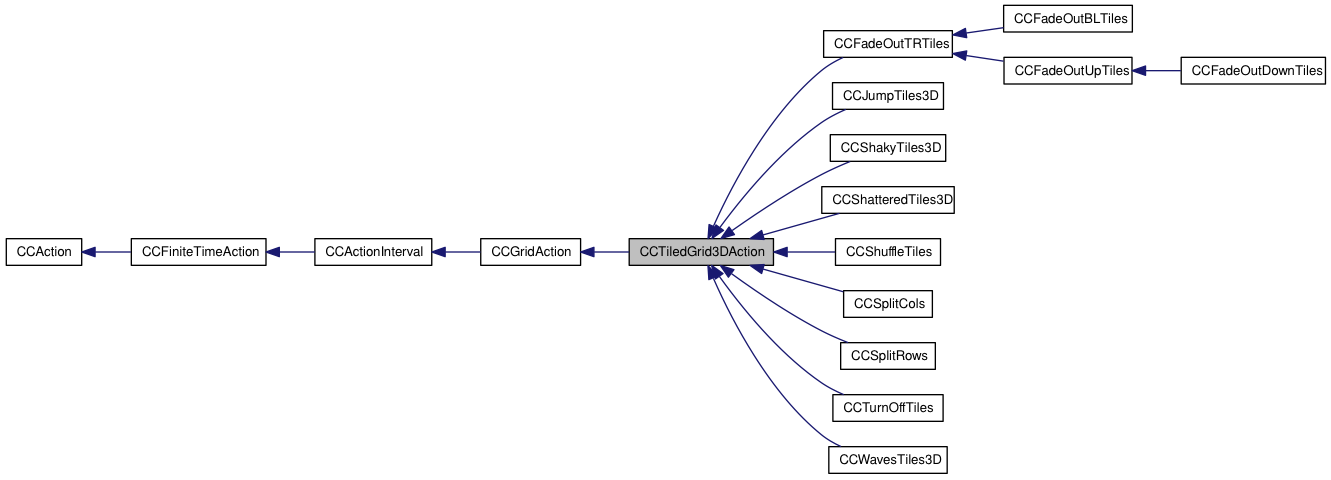 CCFadeOutBLTiles
CCFadeOutTRTiles
CCFadeOutUpTiles
CCFadeOutDownTiles
CCJumpTiles3D
CCShakyTiles3D
CCShatteredTiles3D
CCAction
CCFiniteTimeAction
CCActionInterval
CCGridAction
CCTiledGrid3DAction
CCShuffleTiles
CCSplitCols
CCSplitRows
CCTurnOffTiles
CCWavesTiles3D